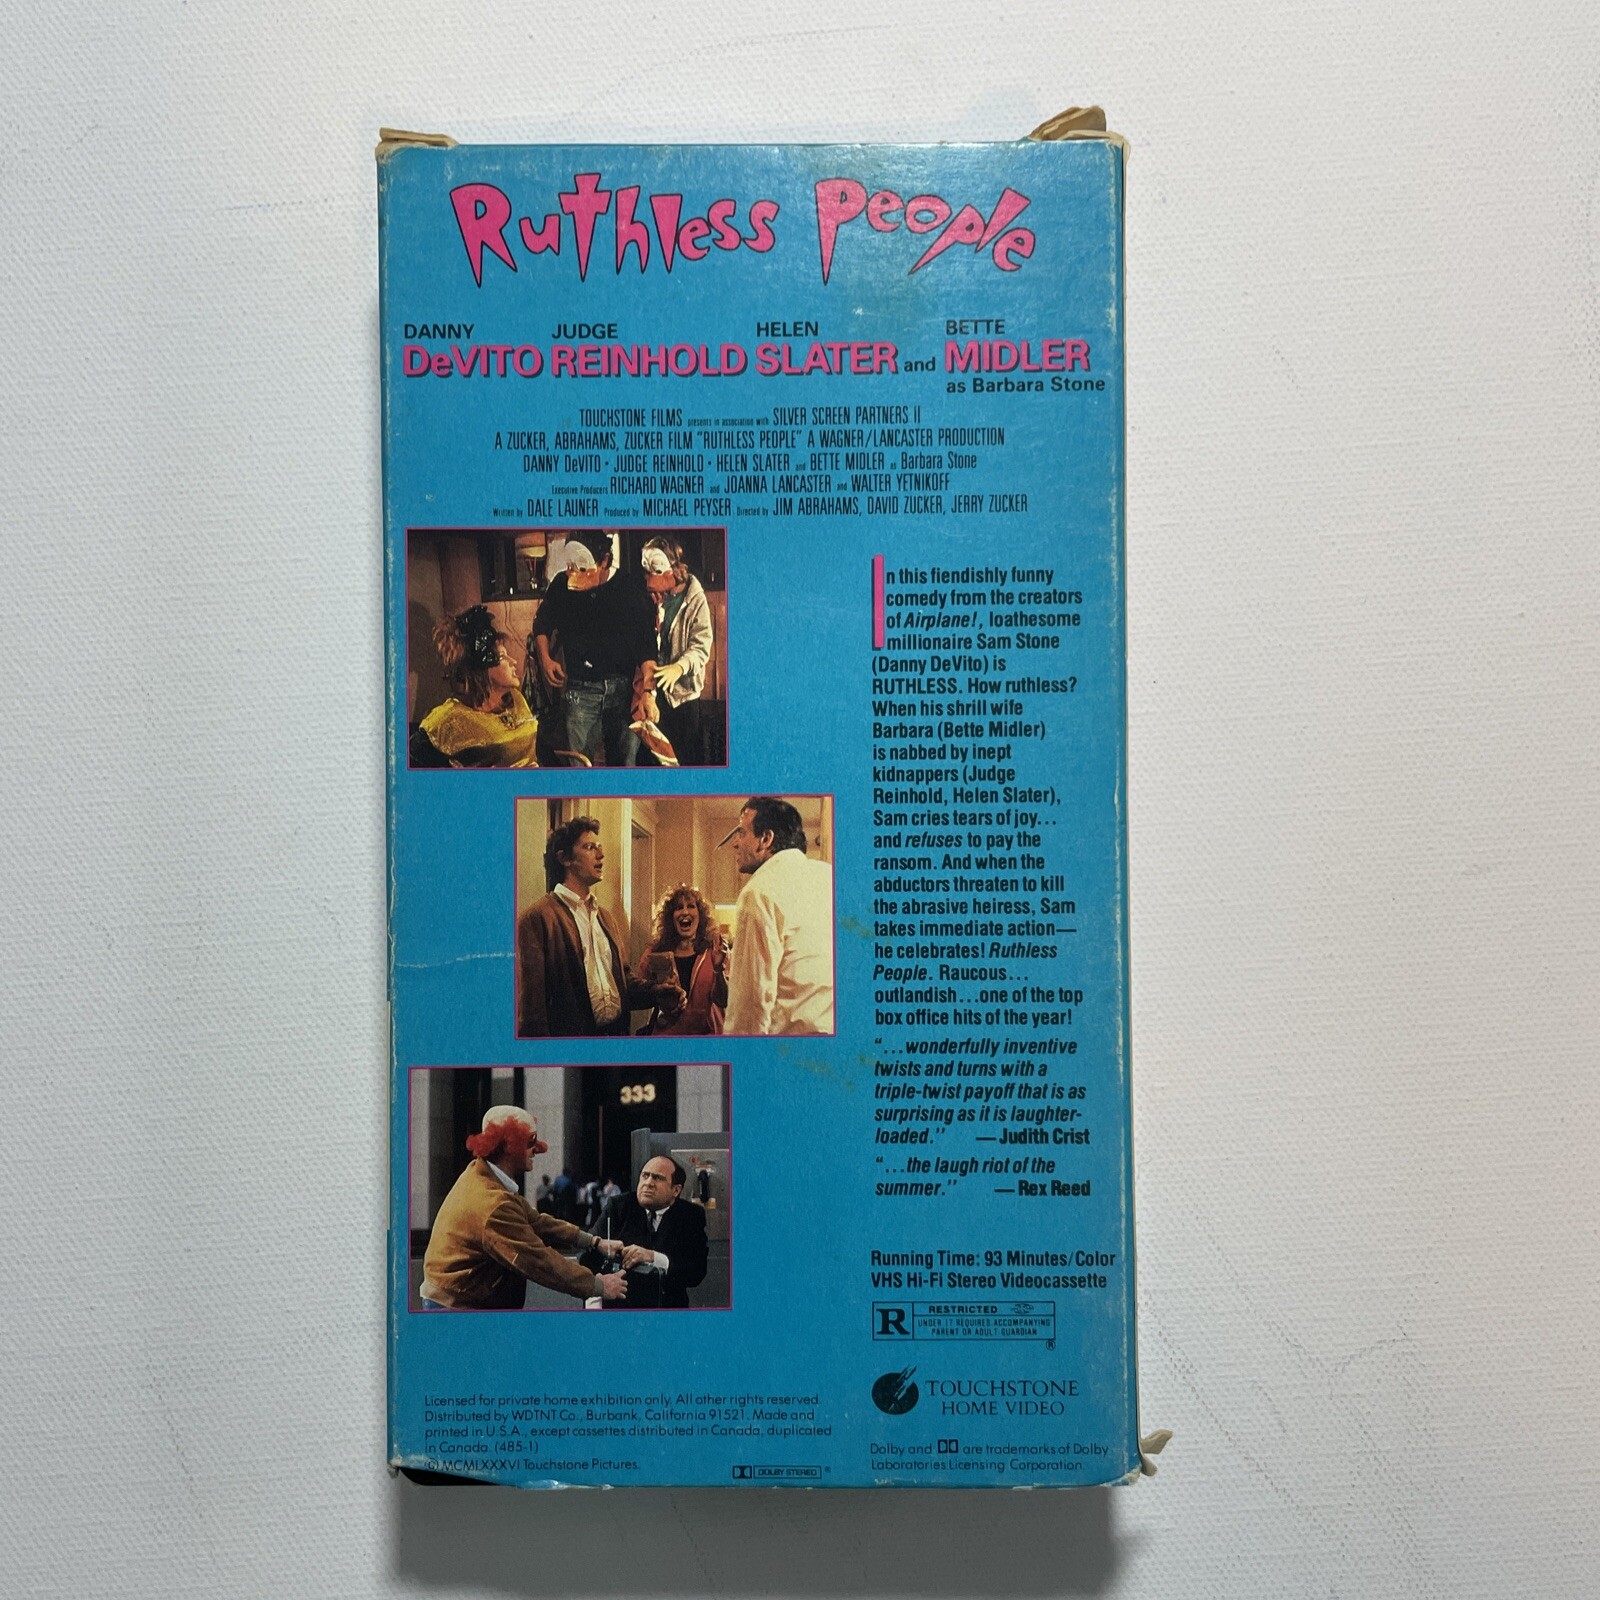 Ruthless People
DANNY JUDGE HELEN BETTE
DeVITO REINHOLD SLATER and MIDLER
as Barbara Stone
TOUCHSTONE FILMS presents in association with SILVER SCREEN PARTNERS II
A ZUCKER, ABRAHAMS, ZUCKER FILM "RUTHLESS PEOPLE" A WAGNER/LANCASTER PRODUCTION
DANNY DeVITO · JUDGE REINHOLD · HELEN SLATER and BETTE MIDLER as Barbara Stone
Executive Producers RICHARD WAGNER and JOANNA LANCASTER and WALTER YETNIKOFF
Written by DALE LAUNER Produced by MICHAEL PEYSER Directed by JIM ABRAHAMS, DAVID ZUCKER, JERRY ZUCKER
In this fiendishly funny
comedy from the creators
of Airplane!, loathesome
millionaire Sam Stone
(Danny DeVito) is
RUTHLESS. How ruthless?
When his shrill wife
Barbara (Bette Midler)
is nabbed by inept
kidnappers (Judge
Reinhold, Helen Slater),
Sam cries tears of joy...
and refuses to pay the
ransom. And when the
abductors threaten to kill
the abrasive heiress, Sam
takes immediate action—
he celebrates! Ruthless
People. Raucous...
outlandish...one of the top
box office hits of the year!
"...wonderfully inventive
twists and turns with a
triple-twist payoff that is as
surprising as it is laughter-
loaded." —Judith Crist
"...the laugh riot of the
summer." —Rex Reed
333
Running Time: 93 Minutes/Color
VHS Hi-Fi Stereo Videocassette
R RESTRICTED
UNDER 17 REQUIRES ACCOMPANYING
PARENT OR ADULT GUARDIAN
®
TOUCHSTONE
HOME VIDEO
Licensed for private home exhibition only. All other rights reserved.
Distributed by WDTNT Co., Burbank, California 91521. Made and
printed in U.S.A., except cassettes distributed in Canada, duplicated
in Canada. (485-1)
© MCMLXXXVI Touchstone Pictures.
DOLBY STEREO ®
Dolby and are trademarks of Dolby
Laboratories Licensing Corporation.